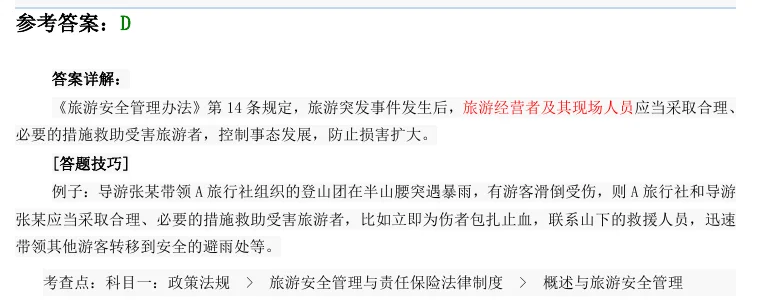 参考答案：D
答案详解：
《旅游安全管理办法》第 14 条规定，旅游突发事件发生后，旅游经营者及其现场人员应当采取合理、
必要的措施救助受害旅游者，控制事态发展，防止损害扩大。
[答题技巧]
例子：导游张某带领 A 旅行社组织的登山团在半山腰突遇暴雨，有游客滑倒受伤，则 A 旅行社和导游
张某应当采取合理、必要的措施救助受害旅游者，比如立即为伤者包扎止血，联系山下的救援人员，迅速
带领其他游客转移到安全的避雨处等。
考查点：科目一：政策法规 > 旅游安全管理与责任保险法律制度 > 概述与旅游安全管理